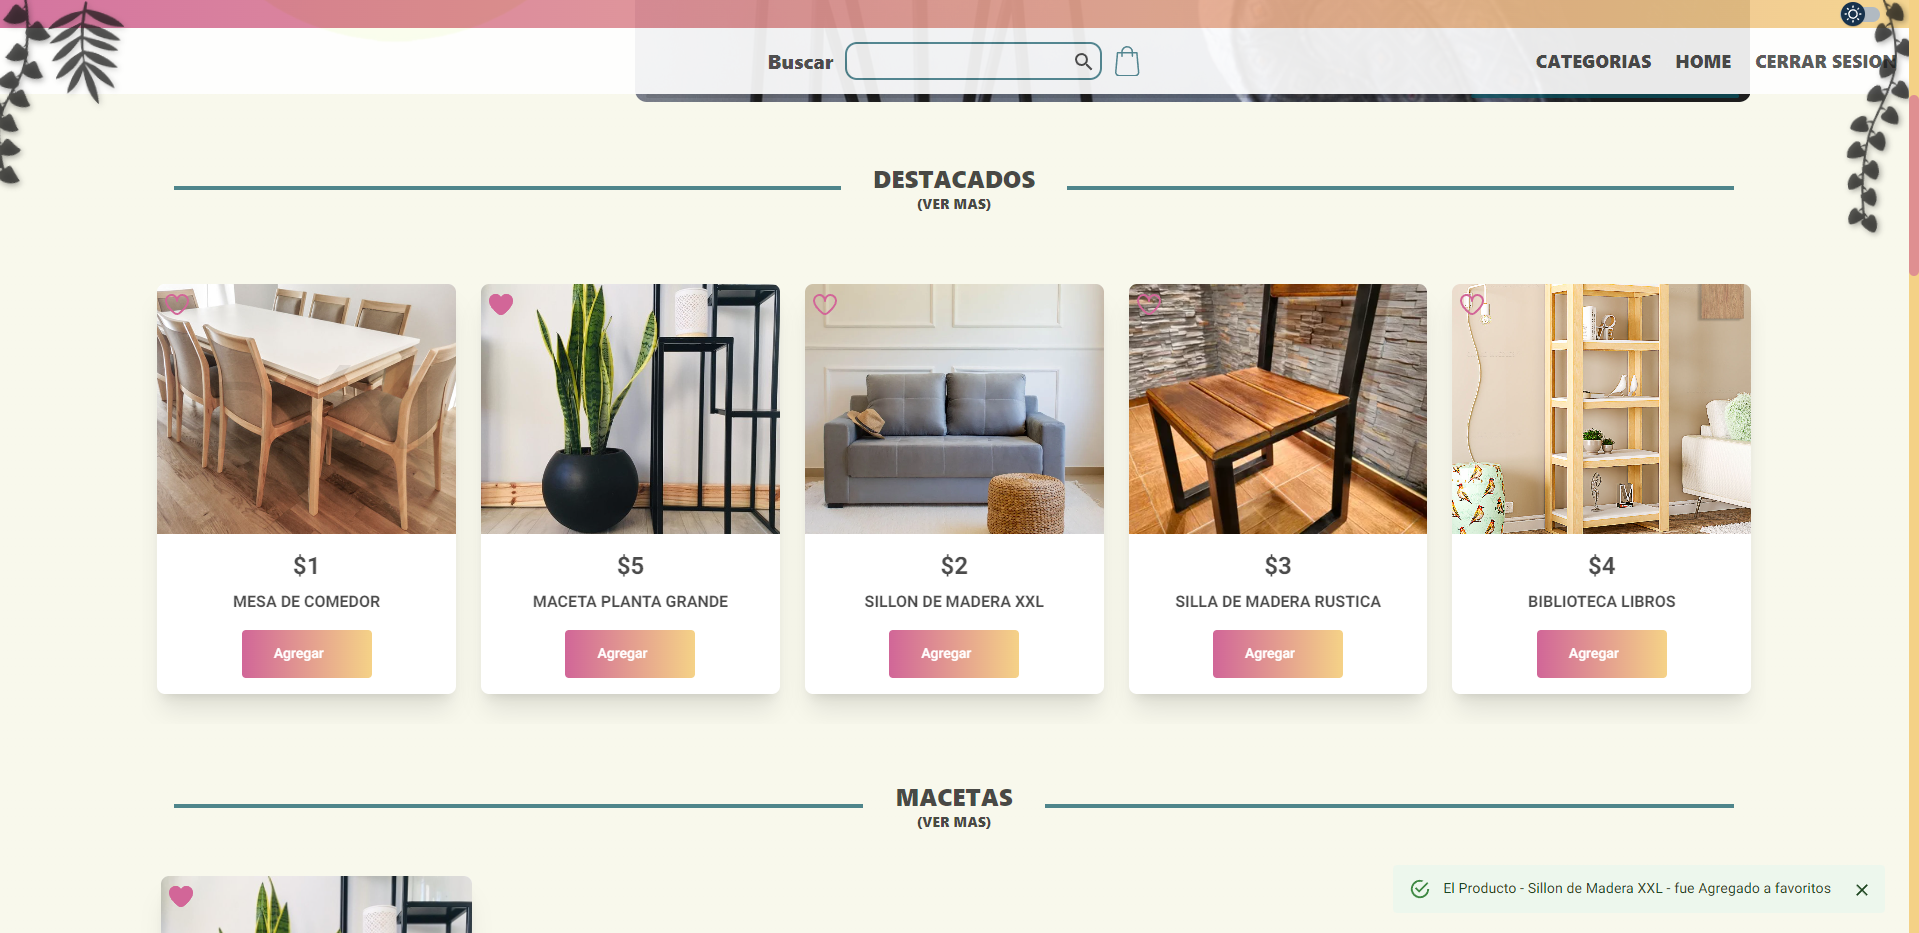 Buscar
CATEGORIAS
HOME
CERRAR SESION
DESTACADOS
(VER MAS)
$1
MESA DE COMEDOR
Agregar
$5
MACETA PLANTA GRANDE
Agregar
$2
SILLON DE MADERA XXL
Agregar
$3
SILLA DE MADERA RUSTICA
Agregar
$4
BIBLIOTECA LIBROS
Agregar
MACETAS
(VER MAS)
El Producto - Sillon de Madera XXL - fue Agregado a favoritos